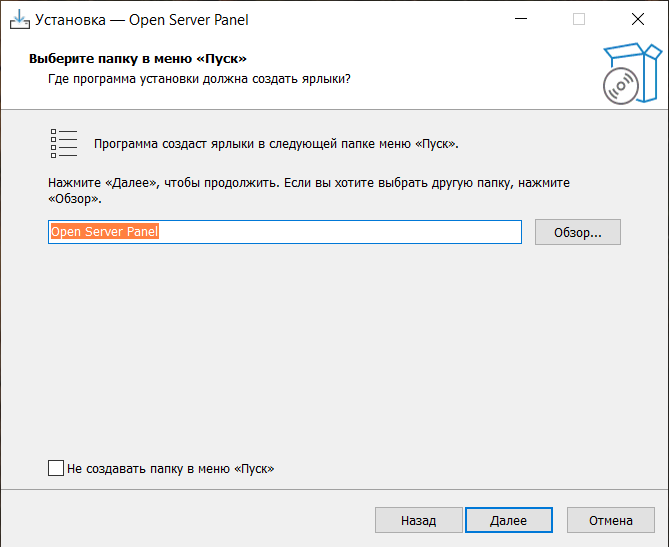 Установка — Open Server Panel
Выберите папку в меню «Пуск»
Где программа установки должна создать ярлыки?
Программа создаст ярлыки в следующей папке меню «Пуск».
Нажмите «Далее», чтобы продолжить. Если вы хотите выбрать другую папку, нажмите
«Обзор».
Open Server Panel
Обзор...
Не создавать папку в меню «Пуск»
Назад
Далее
Отмена